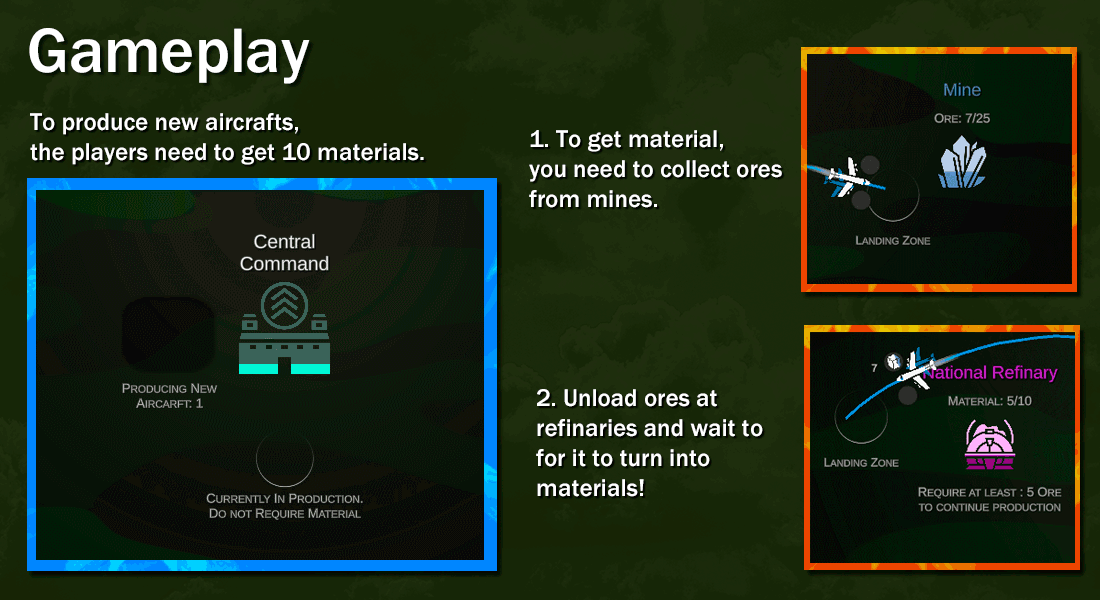 Gameplay
To produce new aircrafts,
the players need to get 10 materials.
Central
Command
Producing New
Aircarft: 1
Currently In Production.
Do not Require Material
1. To get material,
you need to collect ores
from mines.
Mine
Ore: 7/25
Landing Zone
2. Unload ores at
refinaries and wait to
for it to turn into
materials!
7
National Refinary
Material: 5/10
Landing Zone
Require at least : 5 Ore
to continue production